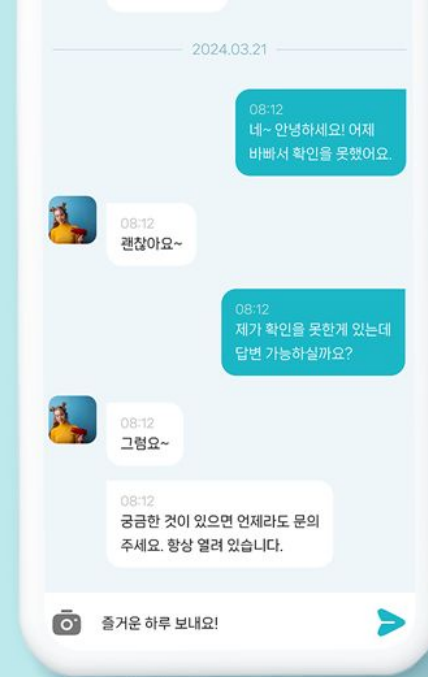 2024.03.21
08:12
네~ 안녕하세요! 어제
바빠서 확인을 못했어요.
08:12
괜찮아요~
08:12
제가 확인을 못한게 있는데
답변 가능하실까요?
08:12
그럼요~
08:12
궁금한 것이 있으면 언제라도 문의
주세요. 항상 열려 있습니다.
즐거운 하루 보내요!